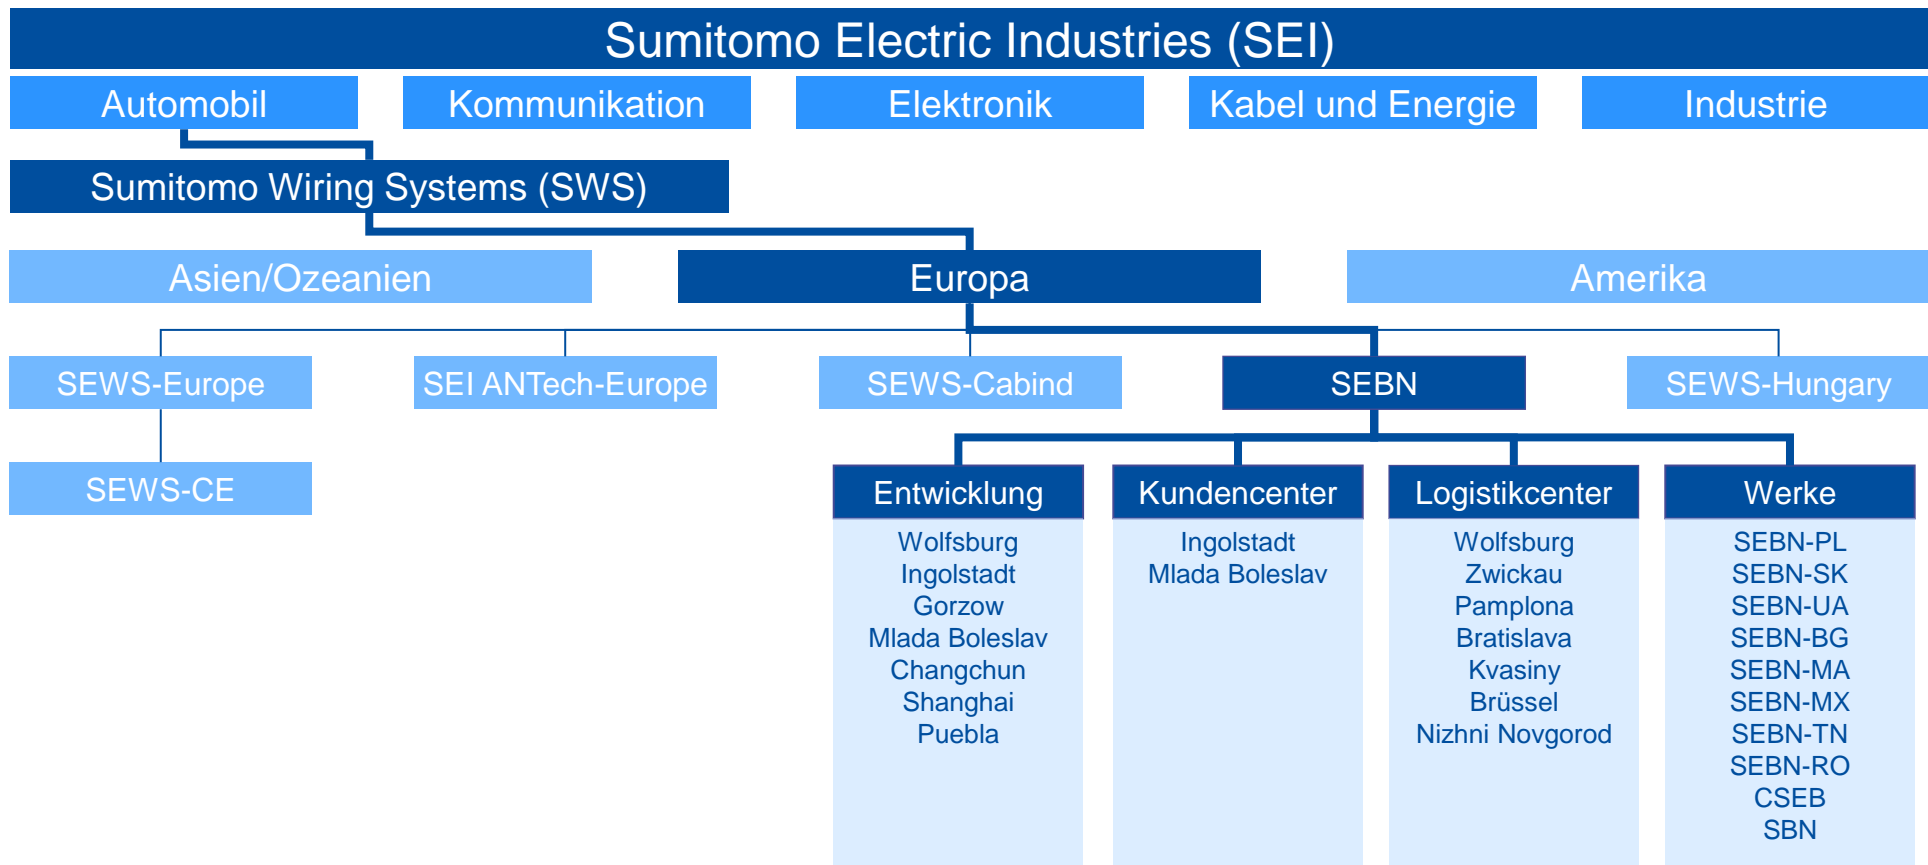 Sumitomo Electric Industries (SEI)
Automobil
Kommunikation
Elektronik
Kabel und Energie
Industrie
Sumitomo Wiring Systems (SWS)
Asien/Ozeanien
Europa
Amerika
SEWS-Europe
SEI ANTech-Europe
SEWS-Cabind
SEBN
SEWS-Hungary
SEWS-CE
Entwicklung
Wolfsburg
Ingolstadt
Gorzow
Mlada Boleslav
Changchun
Shanghai
Puebla
Kundencenter
Ingolstadt
Mlada Boleslav
Logistikcenter
Wolfsburg
Zwickau
Pamplona
Bratislava
Kvasiny
Brüssel
Nizhni Novgorod
Werke
SEBN-PL
SEBN-SK
SEBN-UA
SEBN-BG
SEBN-MA
SEBN-MX
SEBN-TN
SEBN-RO
CSEB
SBN